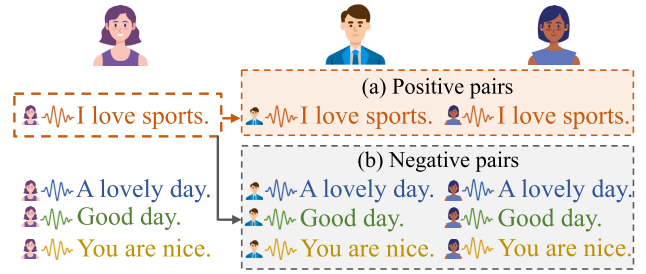 (a) Positive pairs
I love sports. I love sports. I love sports.
(b) Negative pairs
A lovely day. A lovely day. A lovely day.
Good day. Good day. Good day.
You are nice. You are nice. You are nice.